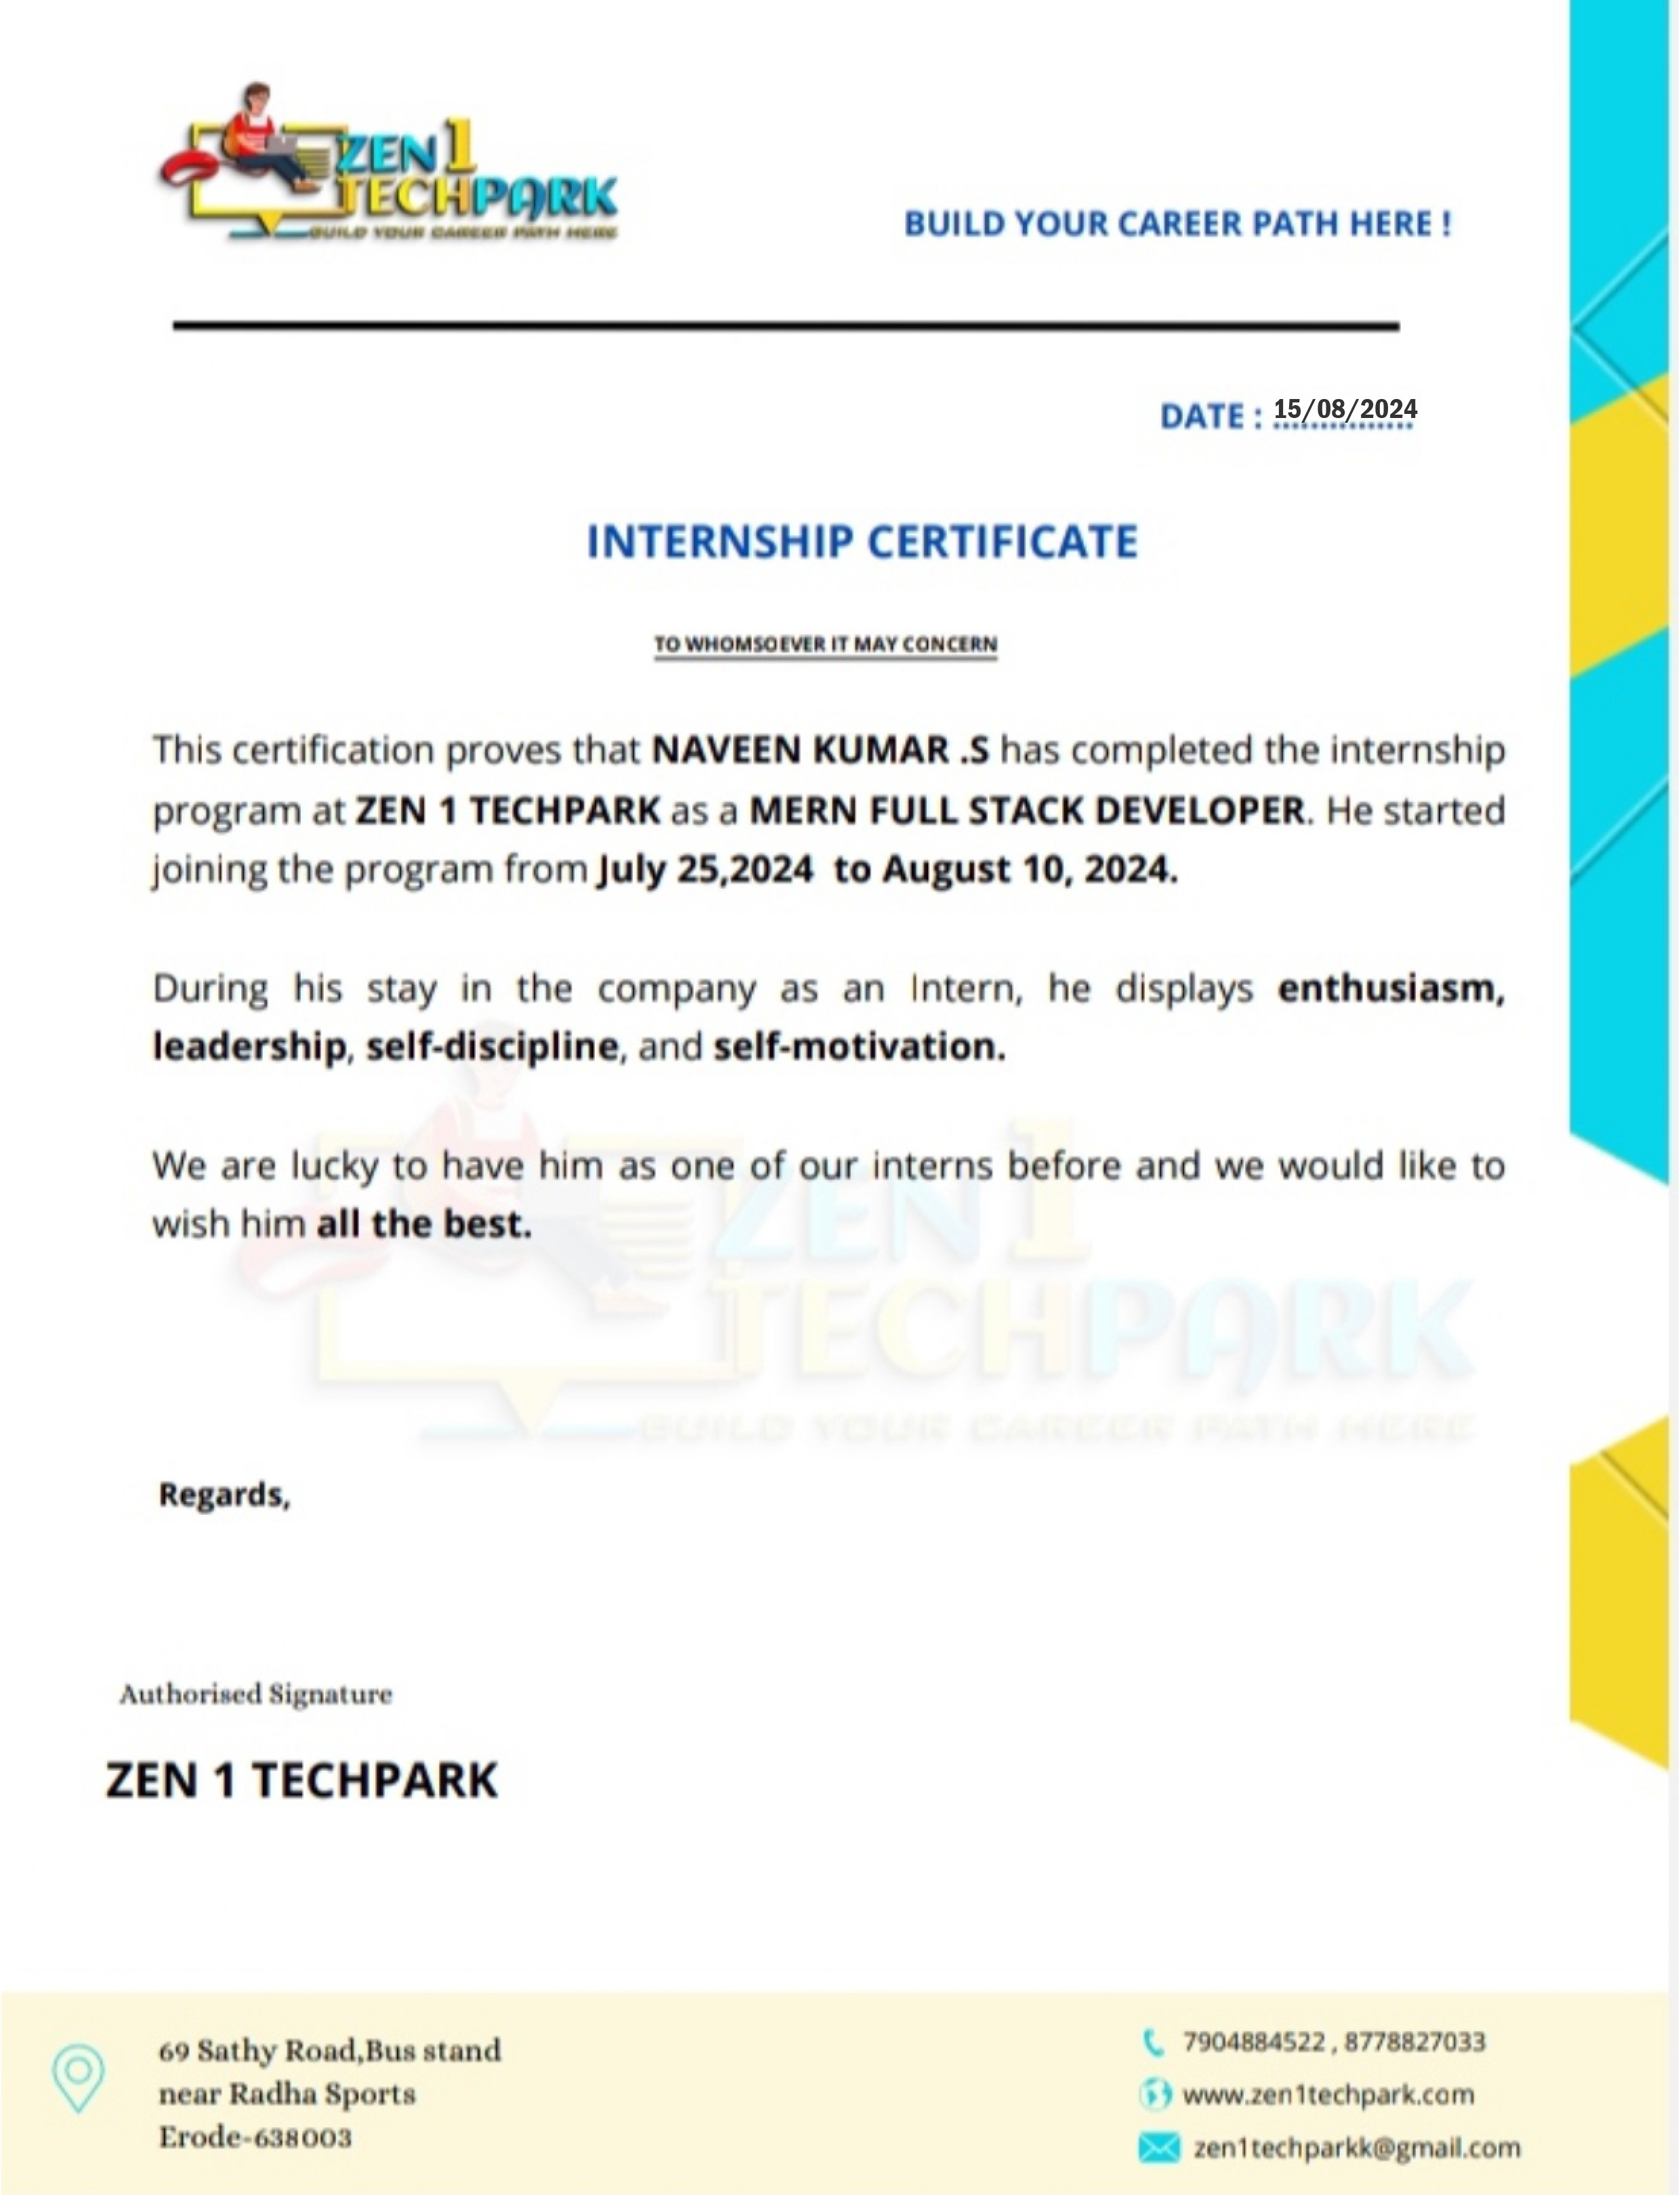 ZEN 1
TECHPARK
BUILD YOUR CAREER PATH HERE
BUILD YOUR CAREER PATH HERE !
DATE : 15/08/2024
INTERNSHIP CERTIFICATE
TO WHOMSOEVER IT MAY CONCERN
This certification proves that NAVEEN KUMAR .S has completed the internship
program at ZEN 1 TECHPARK as a MERN FULL STACK DEVELOPER. He started
joining the program from July 25,2024 to August 10, 2024.
During his stay in the company as an Intern, he displays enthusiasm,
leadership, self-discipline, and self-motivation.
We are lucky to have him as one of our interns before and we would like to
wish him all the best.
ZEN 1
TECHPARK
BUILD YOUR CAREER PATH HERE
Regards,
Authorised Signature
ZEN 1 TECHPARK
69 Sathy Road,Bus stand
near Radha Sports
Erode-638003
7904884522 , 8778827033
www.zen1techpark.com
zen1techparkk@gmail.com